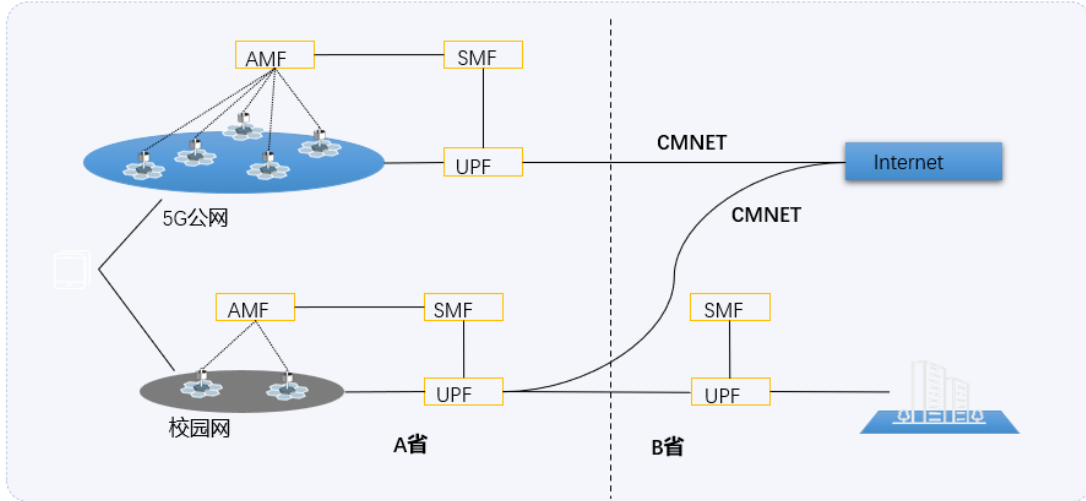 AMF
SMF
CMNET
UPF
Internet
CMNET
5G公网
AMF
SMF
SMF
UPF
UPF
校园网
A省
B省